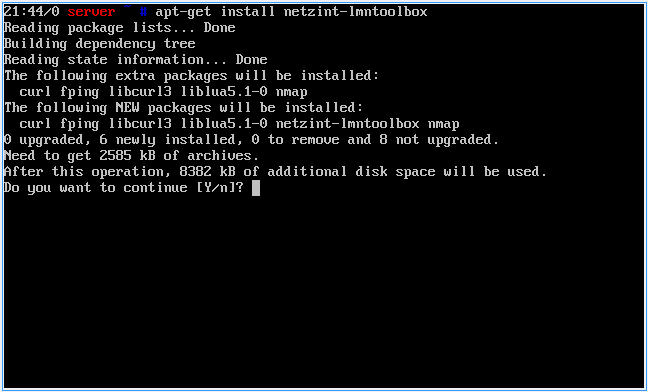 21:44/0 server ~ # apt-get install netzint-lmntoolbox
Reading package lists... Done
Building dependency tree
Reading state information... Done
The following extra packages will be installed:
  curl fping libcurl3 liblua5.1-0 nmap
The following NEW packages will be installed:
  curl fping libcurl3 liblua5.1-0 netzint-lmntoolbox nmap
0 upgraded, 6 newly installed, 0 to remove and 8 not upgraded.
Need to get 2585 kB of archives.
After this operation, 8382 kB of additional disk space will be used.
Do you want to continue [Y/n]?